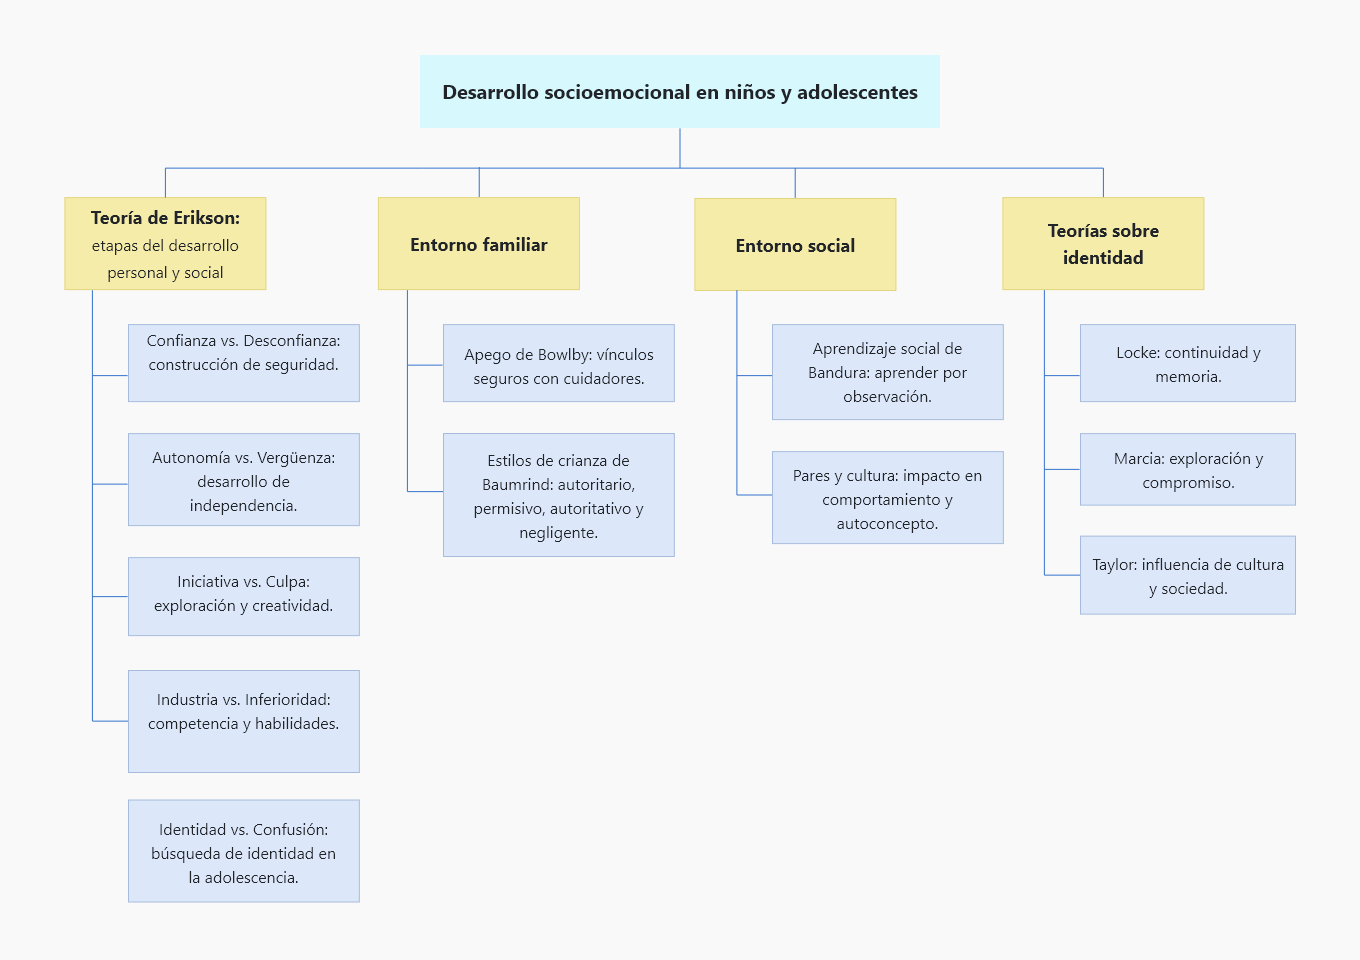 Desarrollo socioemocional en niños y adolescentes
Teoría de Erikson:
etapas del desarrollo
personal y social
Confianza vs. Desconfianza:
construcción de seguridad.
Autonomía vs. Vergüenza:
desarrollo de
independencia.
Iniciativa vs. Culpa:
exploración y creatividad.
Industria vs. Inferioridad:
competencia y habilidades.
Identidad vs. Confusión:
búsqueda de identidad en
la adolescencia.
Entorno familiar
Apego de Bowlby: vínculos
seguros con cuidadores.
Estilos de crianza de
Baumrind: autoritario,
permisivo, autoritativo y
negligente.
Entorno social
Aprendizaje social de
Bandura: aprender por
observación.
Pares y cultura: impacto en
comportamiento y
autoconcepto.
Teorías sobre
identidad
Locke: continuidad y
memoria.
Marcia: exploración y
compromiso.
Taylor: influencia de cultura
y sociedad.